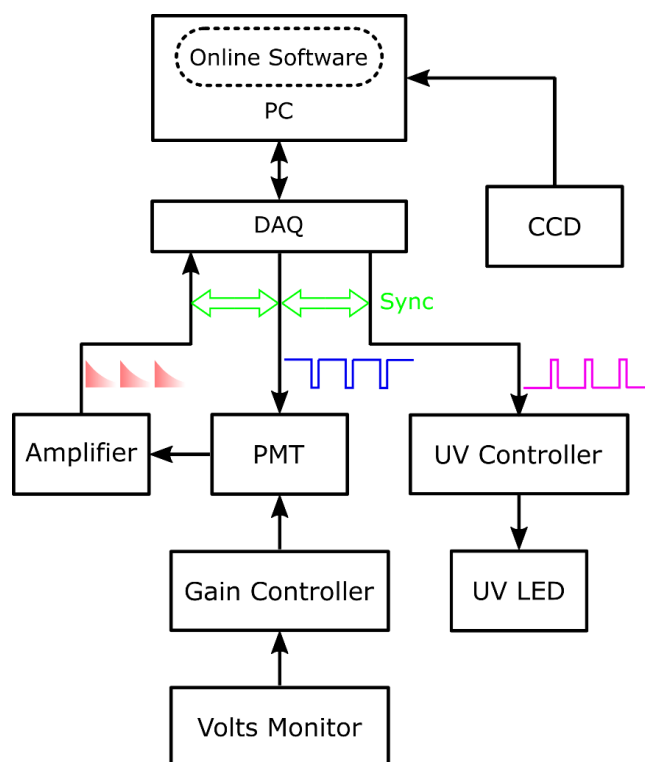 Online Software
PC
DAQ
CCD
Sync
Amplifier
PMT
UV Controller
Gain Controller
UV LED
Volts Monitor